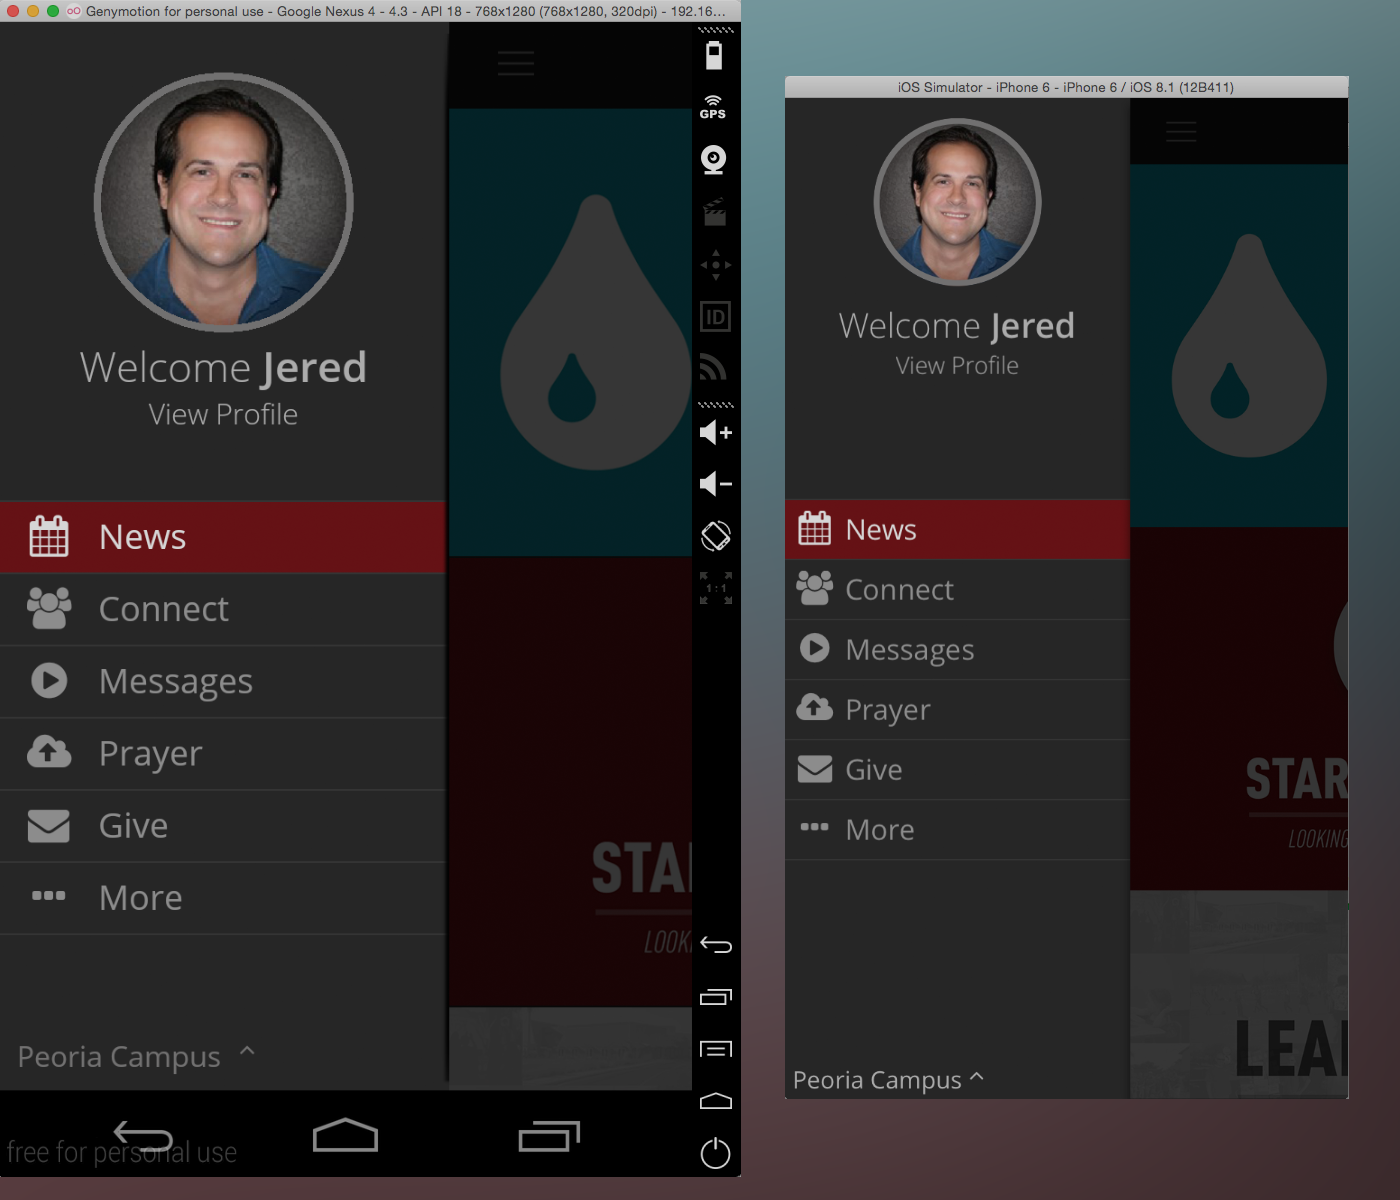 Genymotion for personal use - Google Nexus 4 - 4.3 - API 18 - 768x1280 (768x1280, 320dpi) - 192.16...
GPS
ID
1:1
Welcome Jered
View Profile
News
Connect
Messages
Prayer
Give
More
Peoria Campus
STAR
LOOK
free for personal use
iOS Simulator - iPhone 6 - iPhone 6 / iOS 8.1 (12B411)
Welcome Jered
View Profile
News
Connect
Messages
Prayer
Give
More
Peoria Campus
STAR
LOOKING
LEA